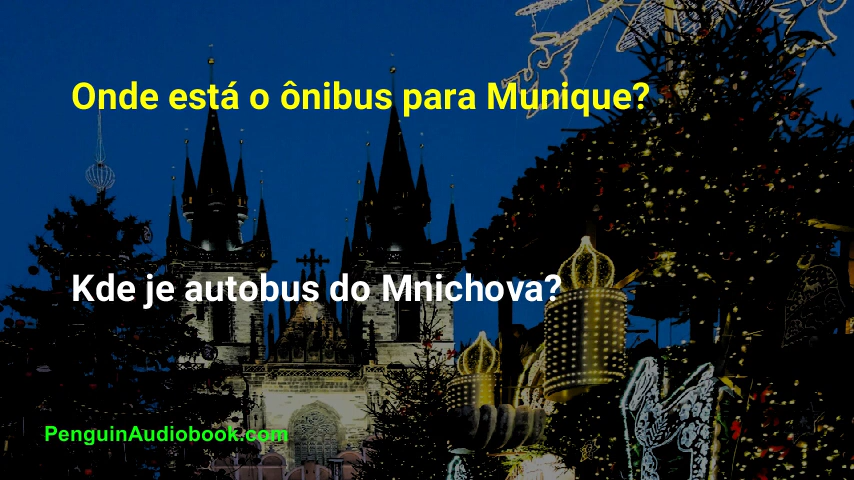 Onde está o ônibus para Munique?
Kde je autobus do Mnichova?
PenguinAudiobook.com